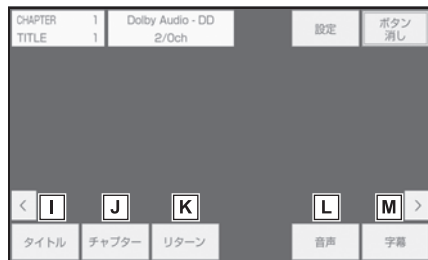 CHAPTER 1
TITLE 1
Dolby Audio - DD
2/0ch
設定
ボタン
消し
< I J K L M >
タイトル チャプター リターン 音声 字幕